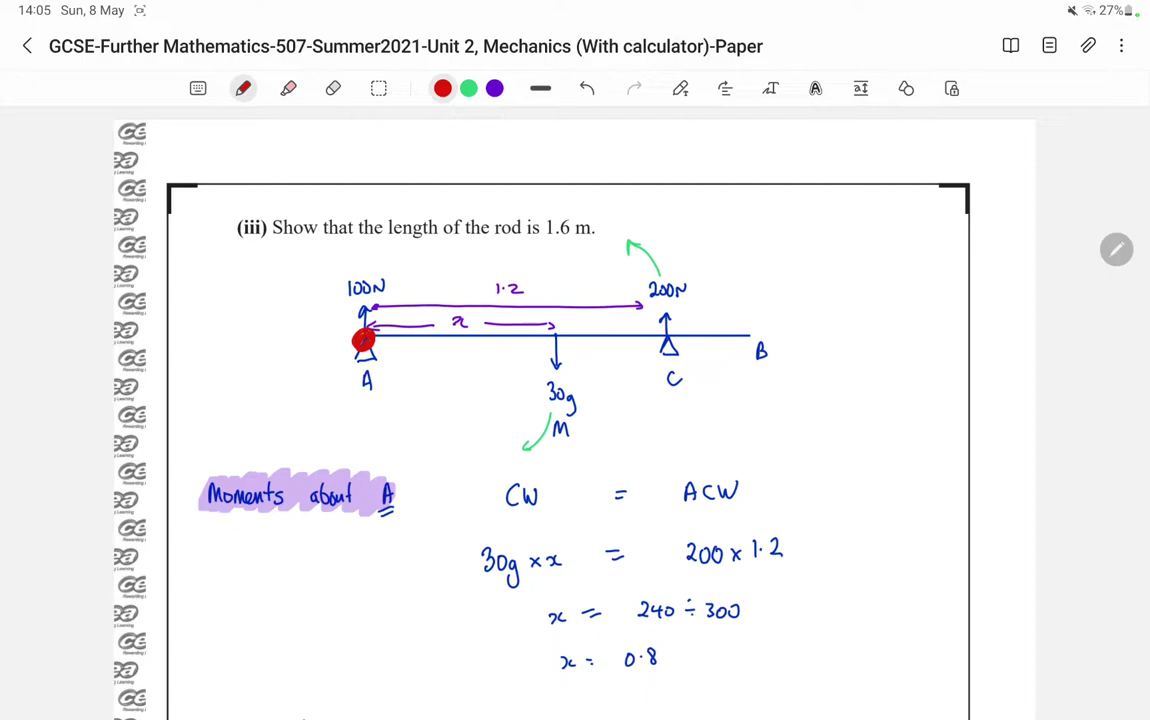 14:05 Sun, 8 May 27%
GCSE-Further Mathematics-507-Summer2021-Unit 2, Mechanics (With calculator)-Paper
(iii) Show that the length of the rod is 1.6 m.
100N 1.2 200N
x
A C B
30g
M
Moments about A CW = ACW
30g × x = 200 × 1.2
x = 240 ÷ 300
x = 0.8